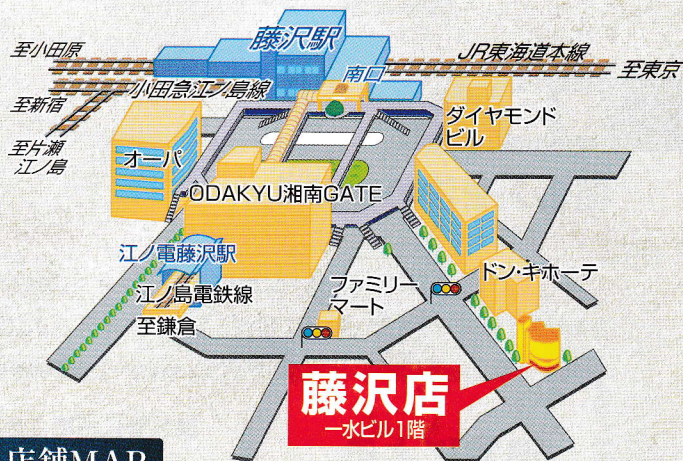 藤沢駅
至小田原
JR東海道本線
至東京
南口
小田急江ノ島線
至新宿
至片瀬
江ノ島
ダイヤモンド
ビル
オーパ
ODAKYU湘南GATE
江ノ電藤沢駅
江ノ島電鉄線
至鎌倉
ファミリー
マート
ドン・キホーテ
藤沢店
一水ビル1階
店舗MAP